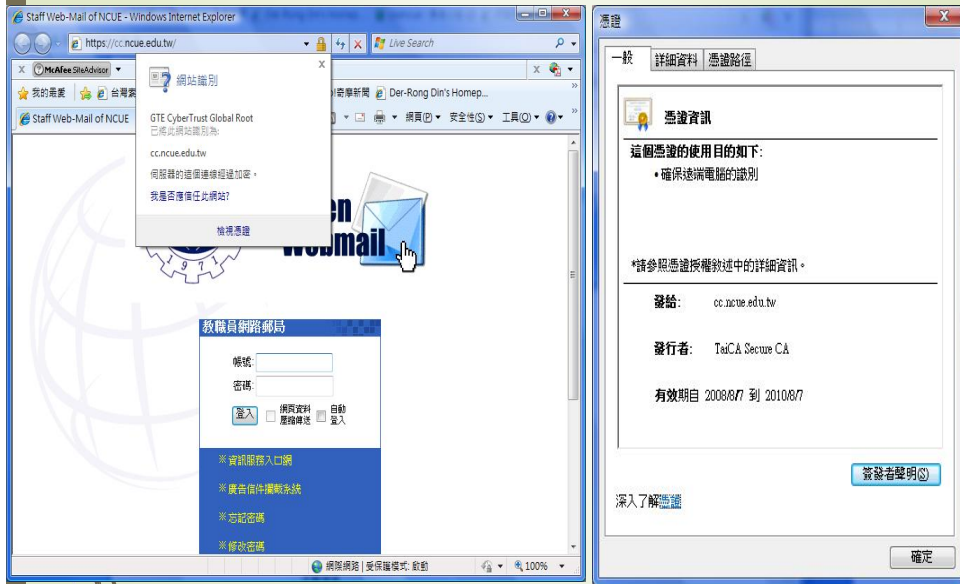 Staff Web-Mail of NCUE - Windows Internet Explorer
https://cc.ncue.edu.tw/
Live Search
McAfee SiteAdvisor
我的最愛
Der-Rong Din's Homep...
Staff Web-Mail of NCUE
網頁(P)
安全性(S)
工具(O)
網站識別
GTE CyberTrust Global Root
已將此網站識別為:
cc.ncue.edu.tw
伺服器的這個連線經過加密。
我是否應信任此網站?
檢視憑證
Webmail
1971
教職員網路郵局
帳號:
密碼:
登入
網頁資料
壓縮傳送
自動
登入
※資訊服務入口網
※廣告信件攔截系統
※忘記密碼
※修改密碼
網際網路 | 受保護模式: 啟動
100%
憑證
一般
詳細資料
憑證路徑
憑證資訊
這個憑證的使用目的如下:
•確保遠端電腦的識別
*請參照憑證授權敘述中的詳細資訊。
發給: cc.ncue.edu.tw
發行者: TaiCA Secure CA
有效期自 2008/8/7 到 2010/8/7
簽發者聲明(S)
深入了解憑證
確定